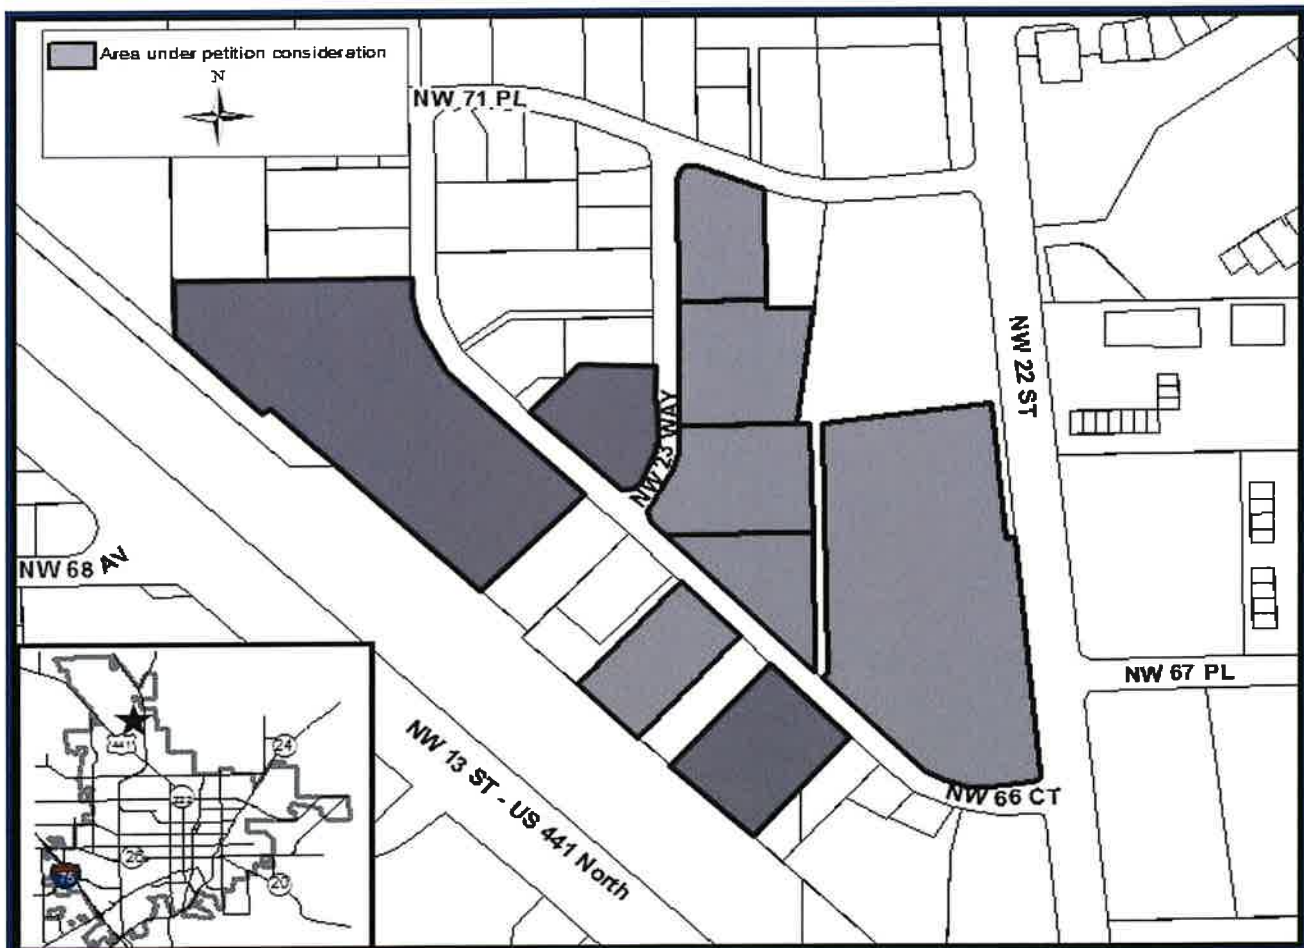 Area under petition consideration
N
NW 71 PL
NW 22 ST
NW 23 WAY
NW 68 AV
NW 67 PL
NW 13 ST - US 441 North
NW 66 CT
441
24
26
20